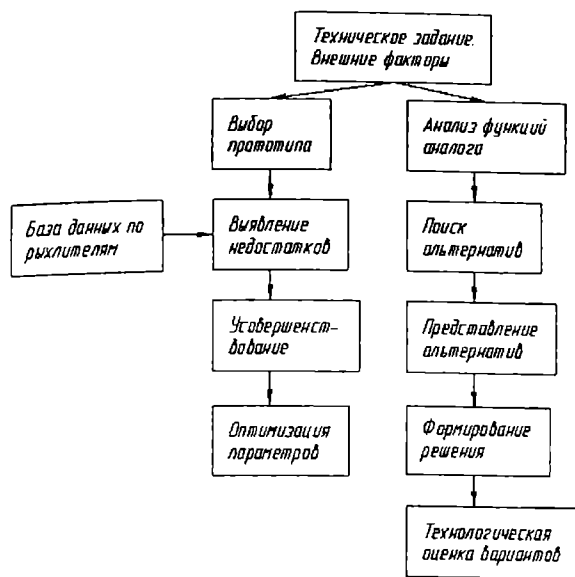 Техническое задание.
Внешние факторы
Выбор
прототипа
Анализ функций
аналога
База данных по
рыхлителям
Выявление
недостатков
Поиск
альтернатив
Усовершенст-
вование
Представление
альтернатив
Оптимизация
параметров
Формирование
решения
Технологическая
оценка вариантов